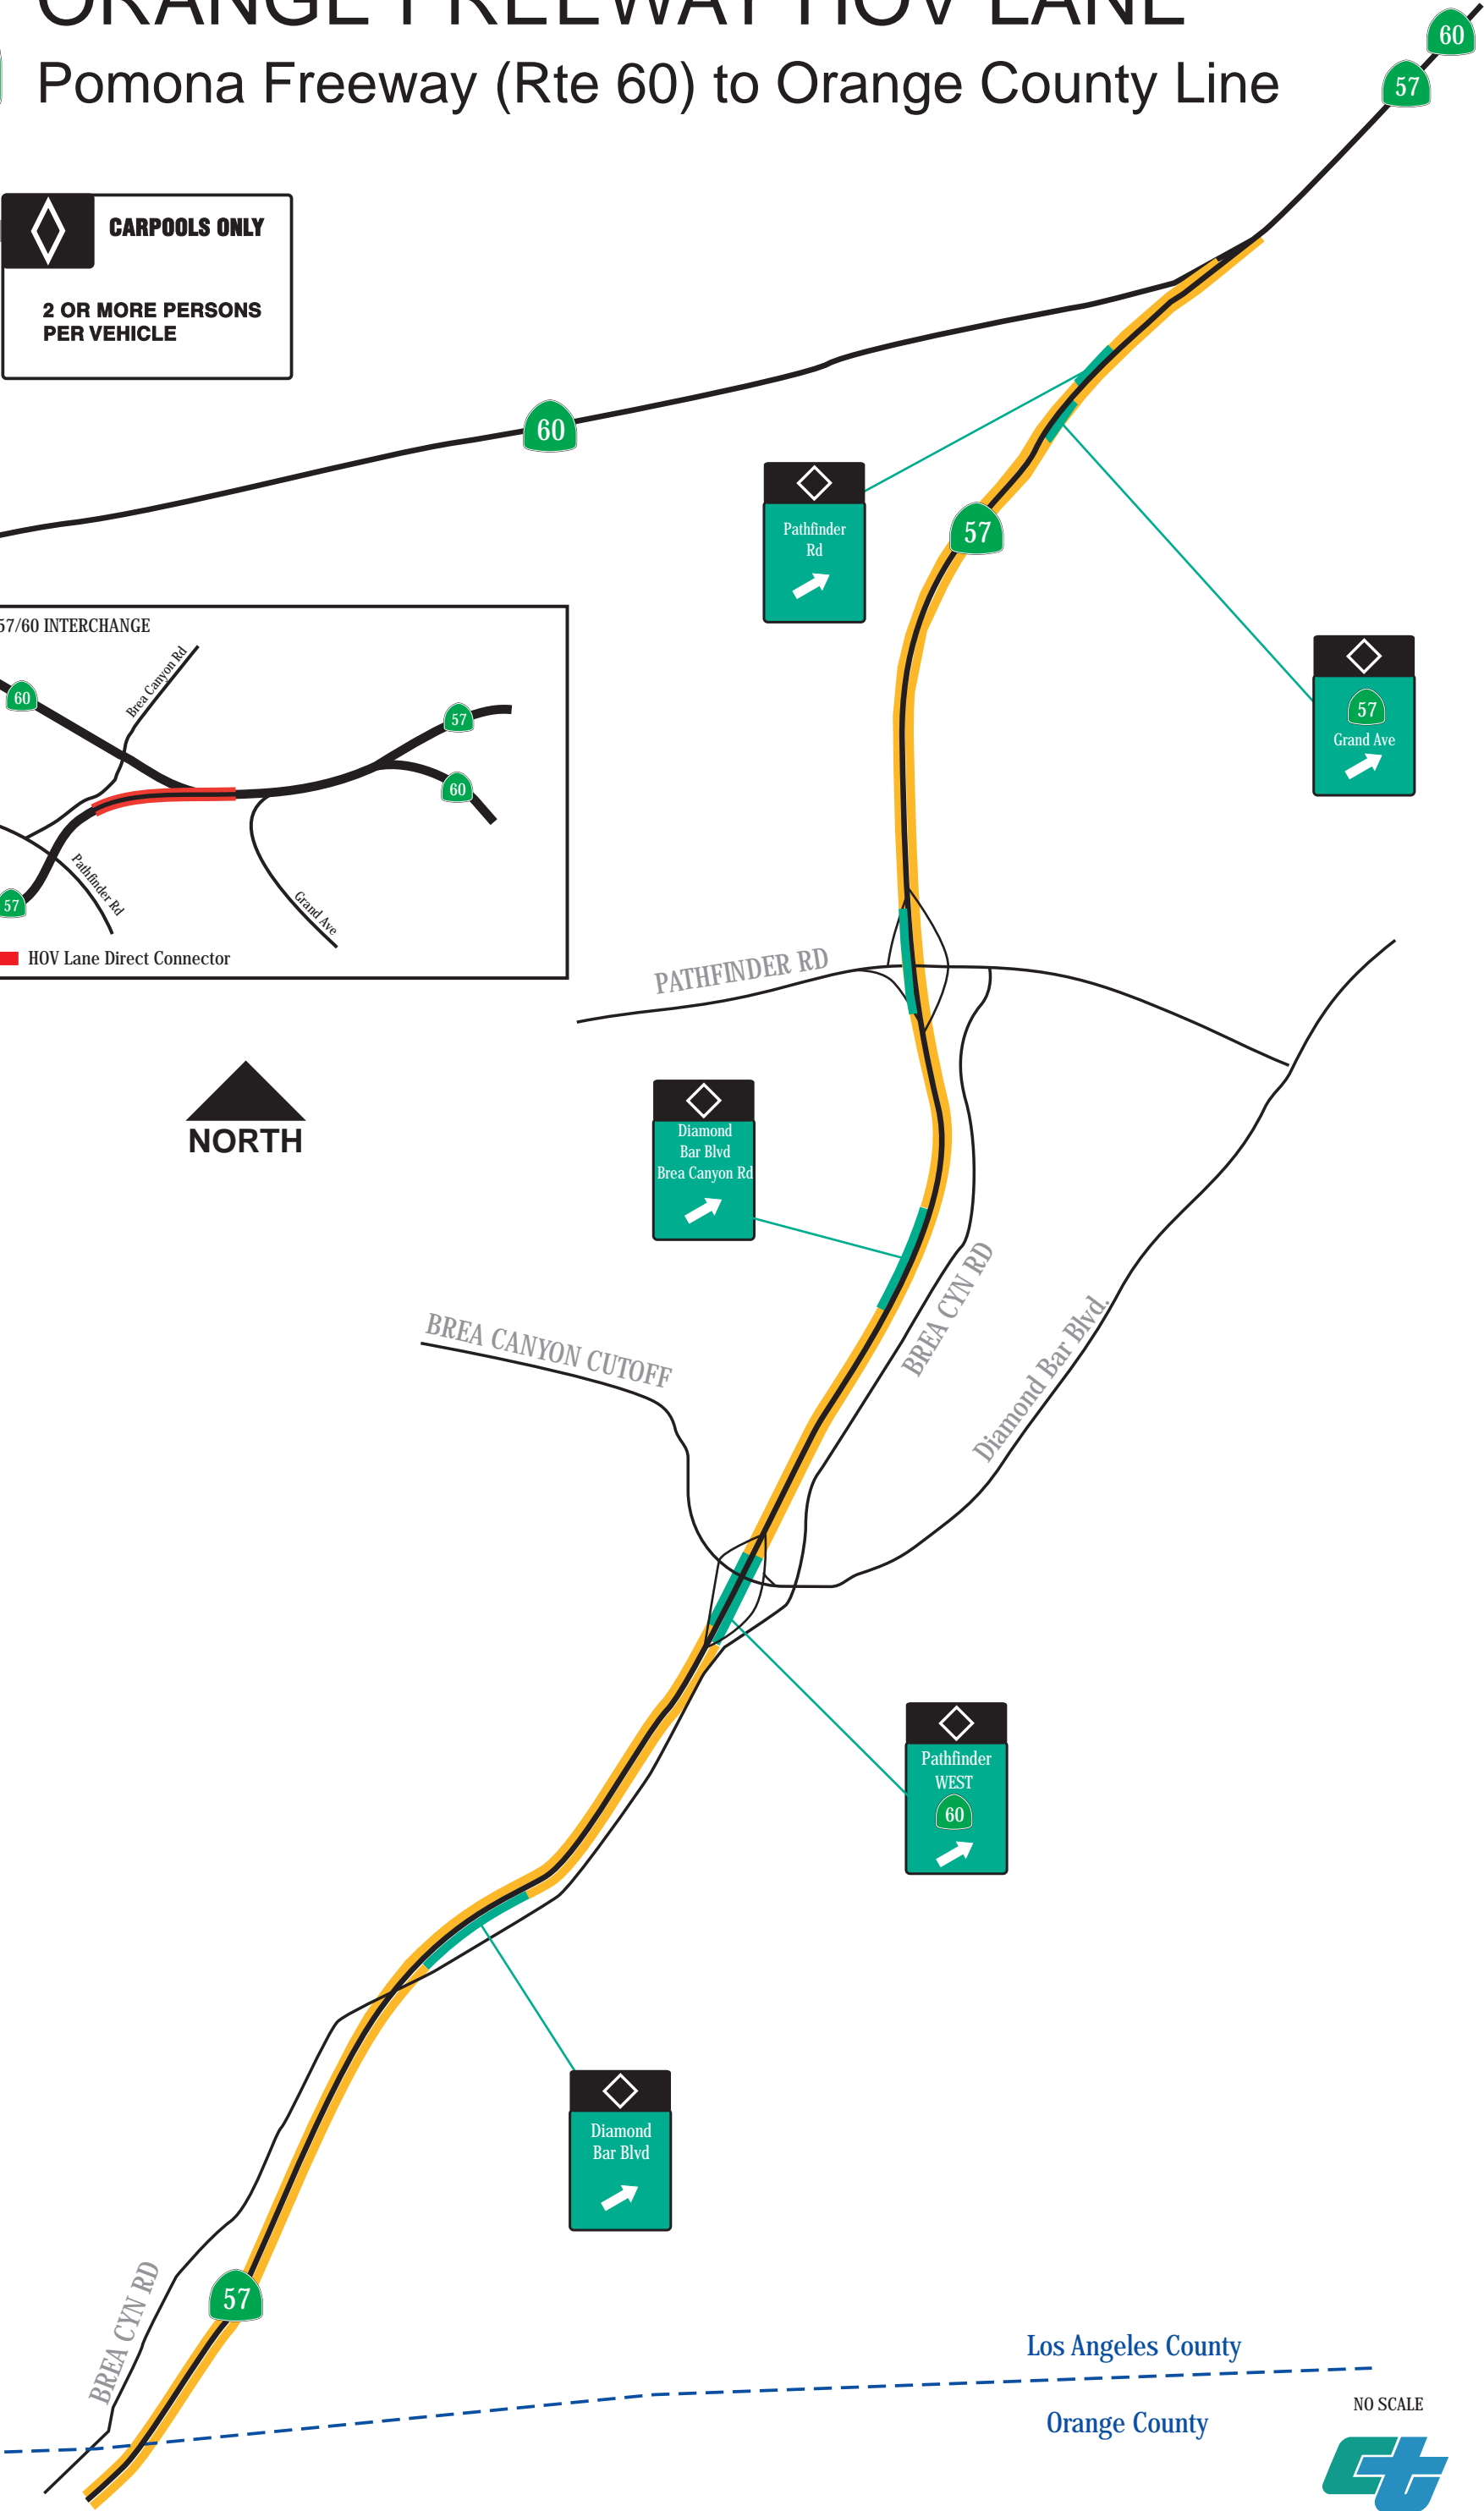 ORANGE FREEWAY HOV LANE
Pomona Freeway (Rte 60) to Orange County Line
60
57
CARPOOLS ONLY
2 OR MORE PERSONS
PER VEHICLE
60
Pathfinder
Rd
57
57
Grand Ave
57/60 INTERCHANGE
Brea Canyon Rd
60
57
60
Pathfinder Rd
57
Grand Ave
HOV Lane Direct Connector
PATHFINDER RD
NORTH
Diamond
Bar Blvd
Brea Canyon Rd
BREA CYN RD
BREA CANYON CUTOFF
Diamond Bar Blvd.
Pathfinder
WEST
60
Diamond
Bar Blvd
57
BREA CYN RD
Los Angeles County
Orange County
NO SCALE